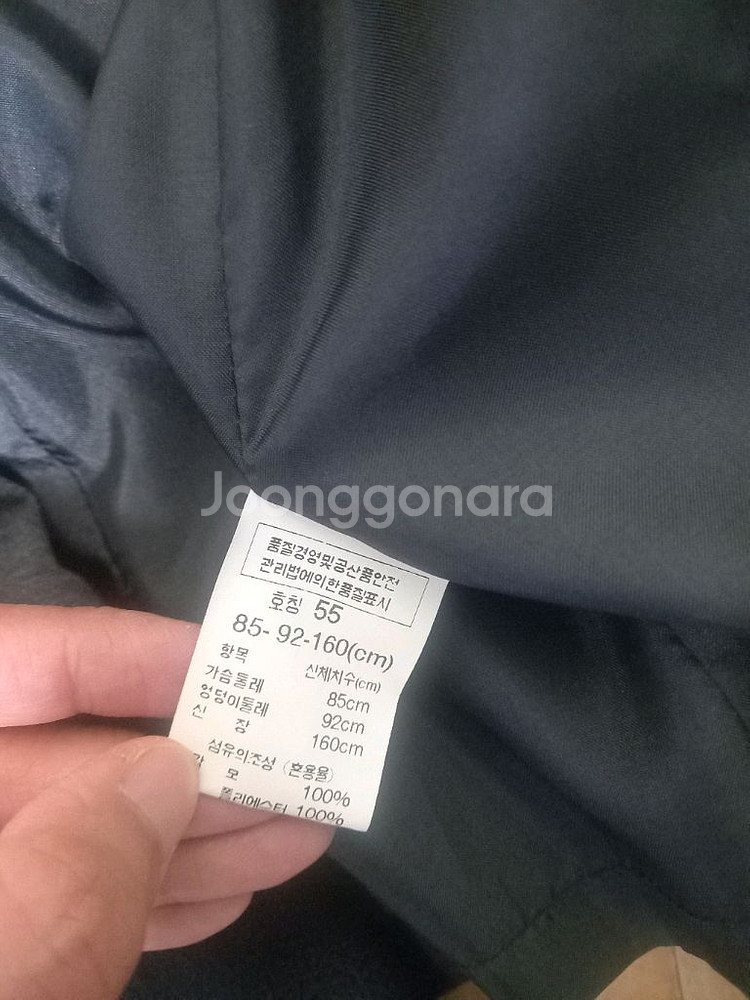 Joonggonara
품질경영및공산품안전
관리법에의한품질표시
호칭 55
85-92-160(cm)
항목 신체치수(cm)
가슴둘레 85cm
엉덩이둘레 92cm
신 장 160cm
섬유의조성 (혼용율)
모 100%
폴리에스터 100%